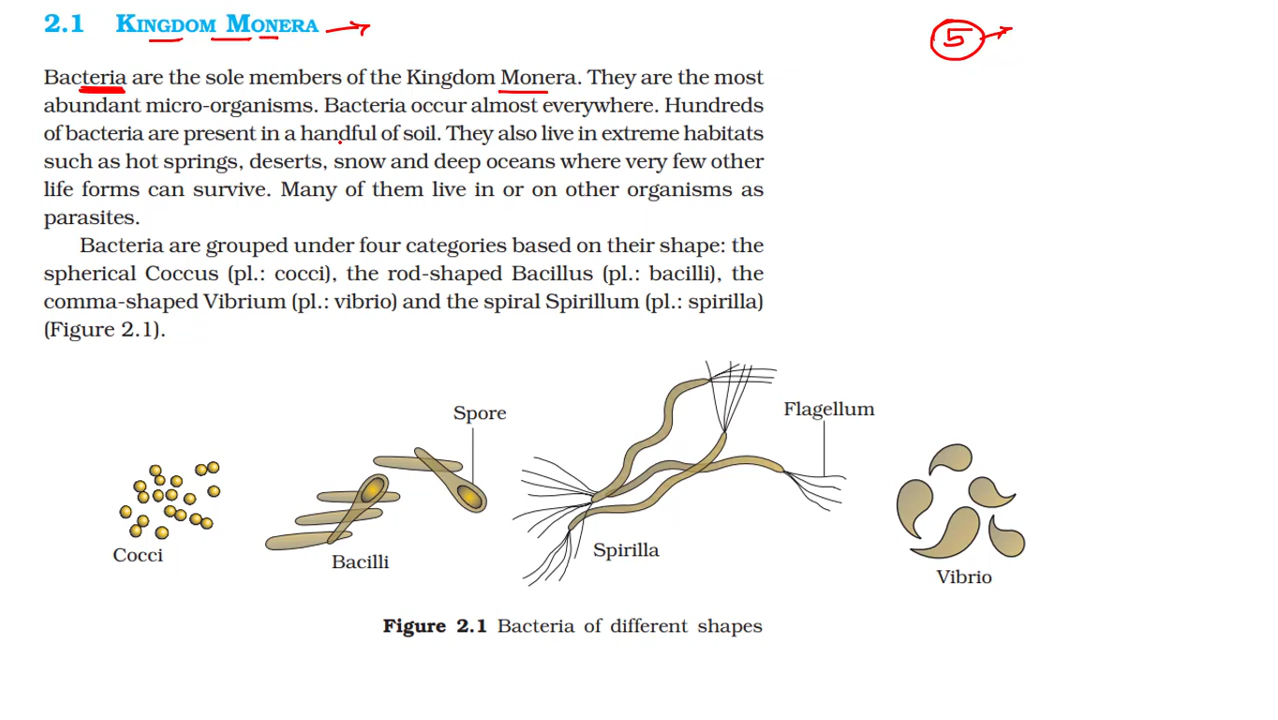 2.1 KINGDOM MONERA
5
Bacteria are the sole members of the Kingdom Monera. They are the most
abundant micro-organisms. Bacteria occur almost everywhere. Hundreds
of bacteria are present in a handful of soil. They also live in extreme habitats
such as hot springs, deserts, snow and deep oceans where very few other
life forms can survive. Many of them live in or on other organisms as
parasites.
Bacteria are grouped under four categories based on their shape: the
spherical Coccus (pl.: cocci), the rod-shaped Bacillus (pl.: bacilli), the
comma-shaped Vibrium (pl.: vibrio) and the spiral Spirillum (pl.: spirilla)
(Figure 2.1).
Spore
Flagellum
Cocci
Bacilli
Spirilla
Vibrio
Figure 2.1 Bacteria of different shapes